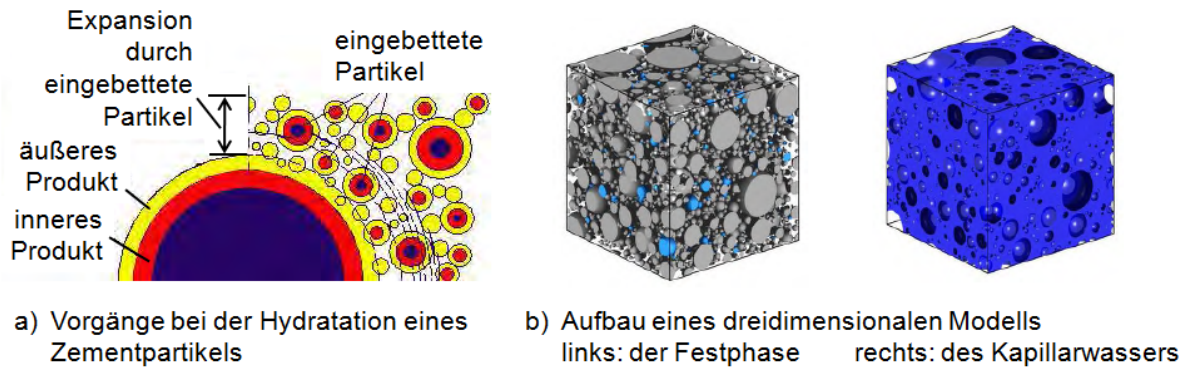 Expansion
durch
eingebettete
Partikel
eingebettete
Partikel
äußeres
Produkt
inneres
Produkt
a) Vorgänge bei der Hydratation eines
Zementpartikels
b) Aufbau eines dreidimensionalen Modells
links: der Festphase rechts: des Kapillarwassers